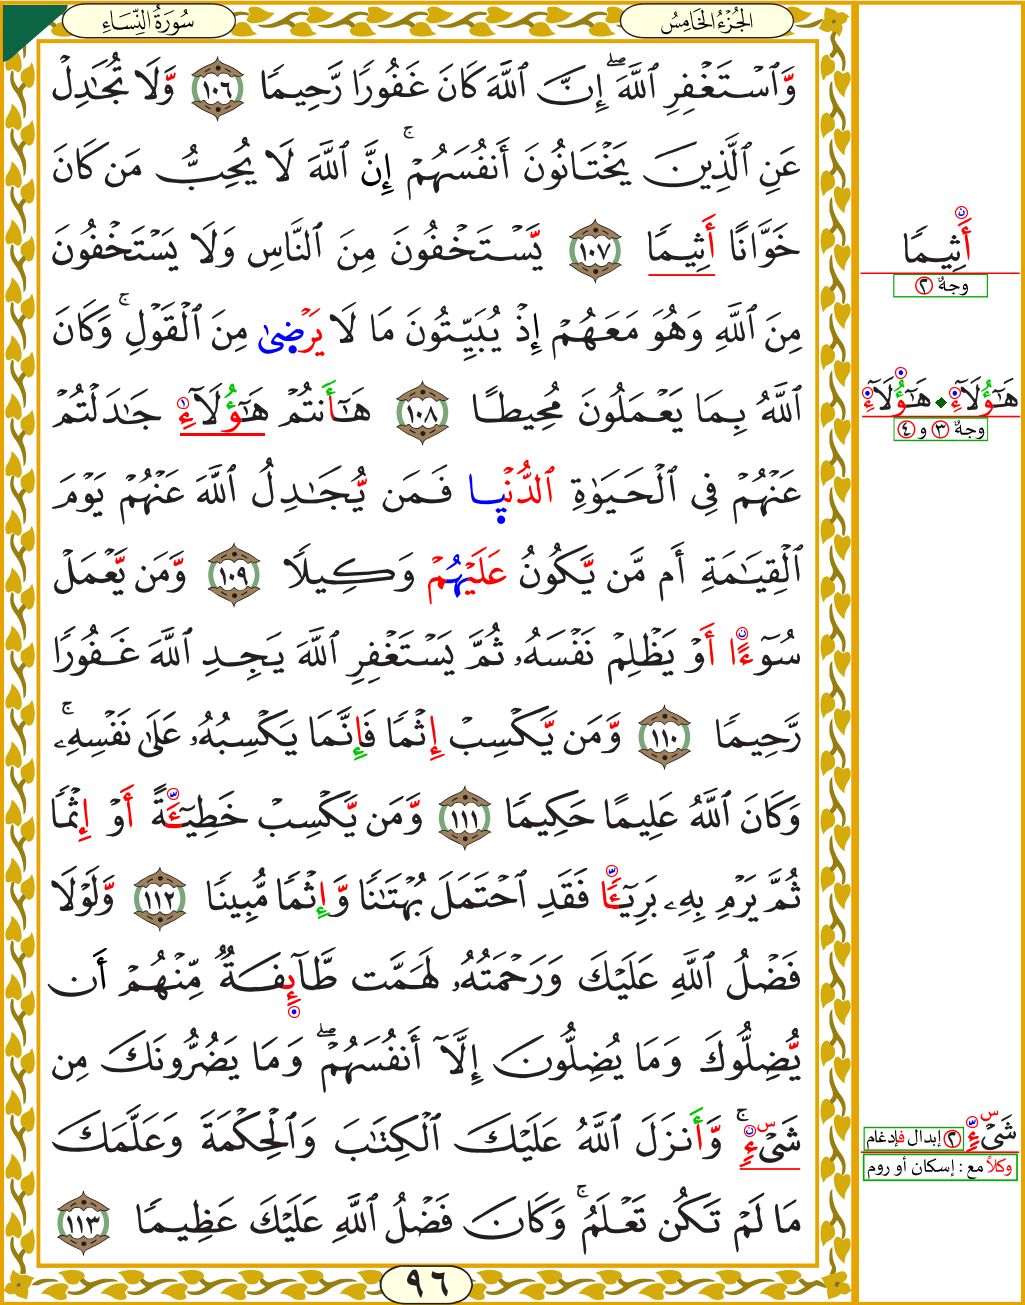 الجُزْءُ الخَامِسُ
سُورَةُ النِّسَاءِ
وَّٱسْتَغْفِرِ ٱللَّهَ ۖ إِنَّ ٱللَّهَ كَانَ غَفُورًا رَّحِيمًا ١٠٦ وَّلَا تُجَٰدِلْ
عَنِ ٱلَّذِينَ يَخْتَانُونَ أَنفُسَهُمْ ۚ إِنَّ ٱللَّهَ لَا يُحِبُّ مَن كَانَ
خَوَّانًا أَثِيمًا ١٠٧ يَّسْتَخْفُونَ مِنَ ٱلنَّاسِ وَلَا يَسْتَخْفُونَ
مِنَ ٱللَّهِ وَهُوَ مَعَهُمْ إِذْ يُبَيِّتُونَ مَا لَا يَرْضَىٰ مِنَ ٱلْقَوْلِ ۚ وَكَانَ
ٱللَّهُ بِمَا يَعْمَلُونَ مُحِيطًا ١٠٨ هَٰٓأَنتُمْ هَٰٓؤُلَآءِ جَٰدَلْتُمْ
عَنْهُمْ فِي ٱلْحَيَوٰةِ ٱلدُّنْيِا فَمَن يُّجَٰدِلُ ٱللَّهَ عَنْهُمْ يَوْمَ
ٱلْقِيَٰمَةِ أَم مَّن يَّكُونُ عَلَيْهُمْ وَكِيلًا ١٠٩ وَّمَن يَّعْمَلْ
سُوٓءًا أَوْ يَظْلِمْ نَفْسَهُۥ ثُمَّ يَسْتَغْفِرِ ٱللَّهَ يَجِدِ ٱللَّهَ غَفُورًا
رَّحِيمًا ١١٠ وَّمَن يَّكْسِبْ إِثْمًا فَإِنَّمَا يَكْسِبُهُۥ عَلَىٰ نَفْسِهِۦ ۚ
وَكَانَ ٱللَّهُ عَلِيمًا حَكِيمًا ١١١ وَّمَن يَّكْسِبْ خَطِيٓـَٔةً أَوْ إِثْمًا
ثُمَّ يَرْمِ بِهِۦ بَرِيٓـًٔا فَقَدِ ٱحْتَمَلَ بُهْتَٰنًا وَّإِثْمًا مُّبِينًا ١١٢ وَّلَوْلَا
فَضْلُ ٱللَّهِ عَلَيْكَ وَرَحْمَتُهُۥ لَهَمَّت طَّآئِفَةٌ مِّنْهُمْ أَن
يُّضِلُّوكَ وَمَا يُضِلُّونَ إِلَّآ أَنفُسَهُمْ ۖ وَمَا يَضُرُّونَكَ مِن
شَيْءٍ ۚ وَّأَنزَلَ ٱللَّهُ عَلَيْكَ ٱلْكِتَٰبَ وَٱلْحِكْمَةَ وَعَلَّمَكَ
مَا لَمْ تَكُن تَعْلَمُ ۚ وَكَانَ فَضْلُ ٱللَّهِ عَلَيْكَ عَظِيمًا ١١٣
٩٦
أَثِيمًا
وجهٌ ٢
هَٰٓؤُلَآءِ ◆ هَٰٓؤُلَآءِ
وجهٌ ٣ و ٤
شَيْءٍ
٢ إبدال فإدغام
وكلاً مع : إسكان أو روم